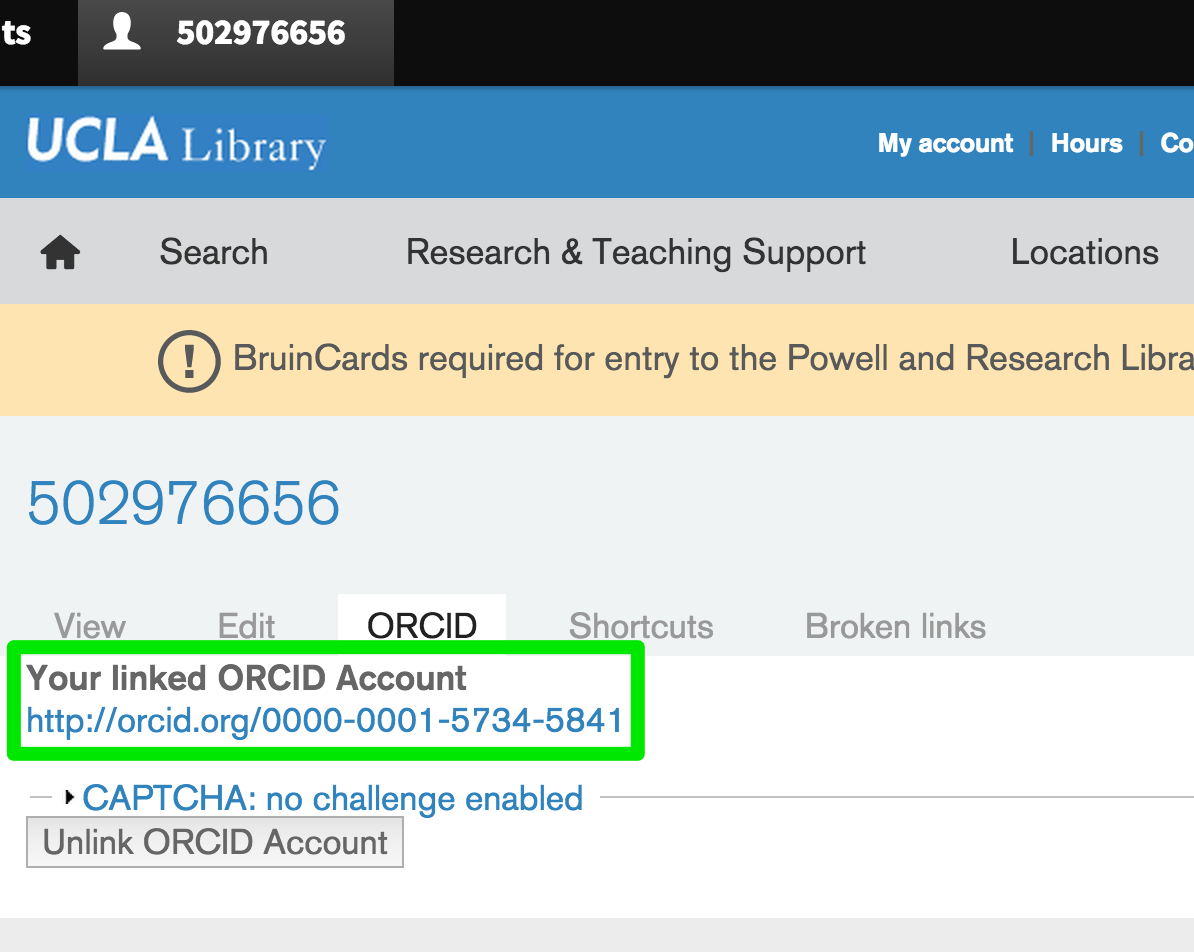 ts 502976656
UCLA Library
My account | Hours | Co
Search Research & Teaching Support Locations
! BruinCards required for entry to the Powell and Research Libra
502976656
View Edit ORCID Shortcuts Broken links
Your linked ORCID Account
http://orcid.org/0000-0001-5734-5841
CAPTCHA: no challenge enabled
Unlink ORCID Account